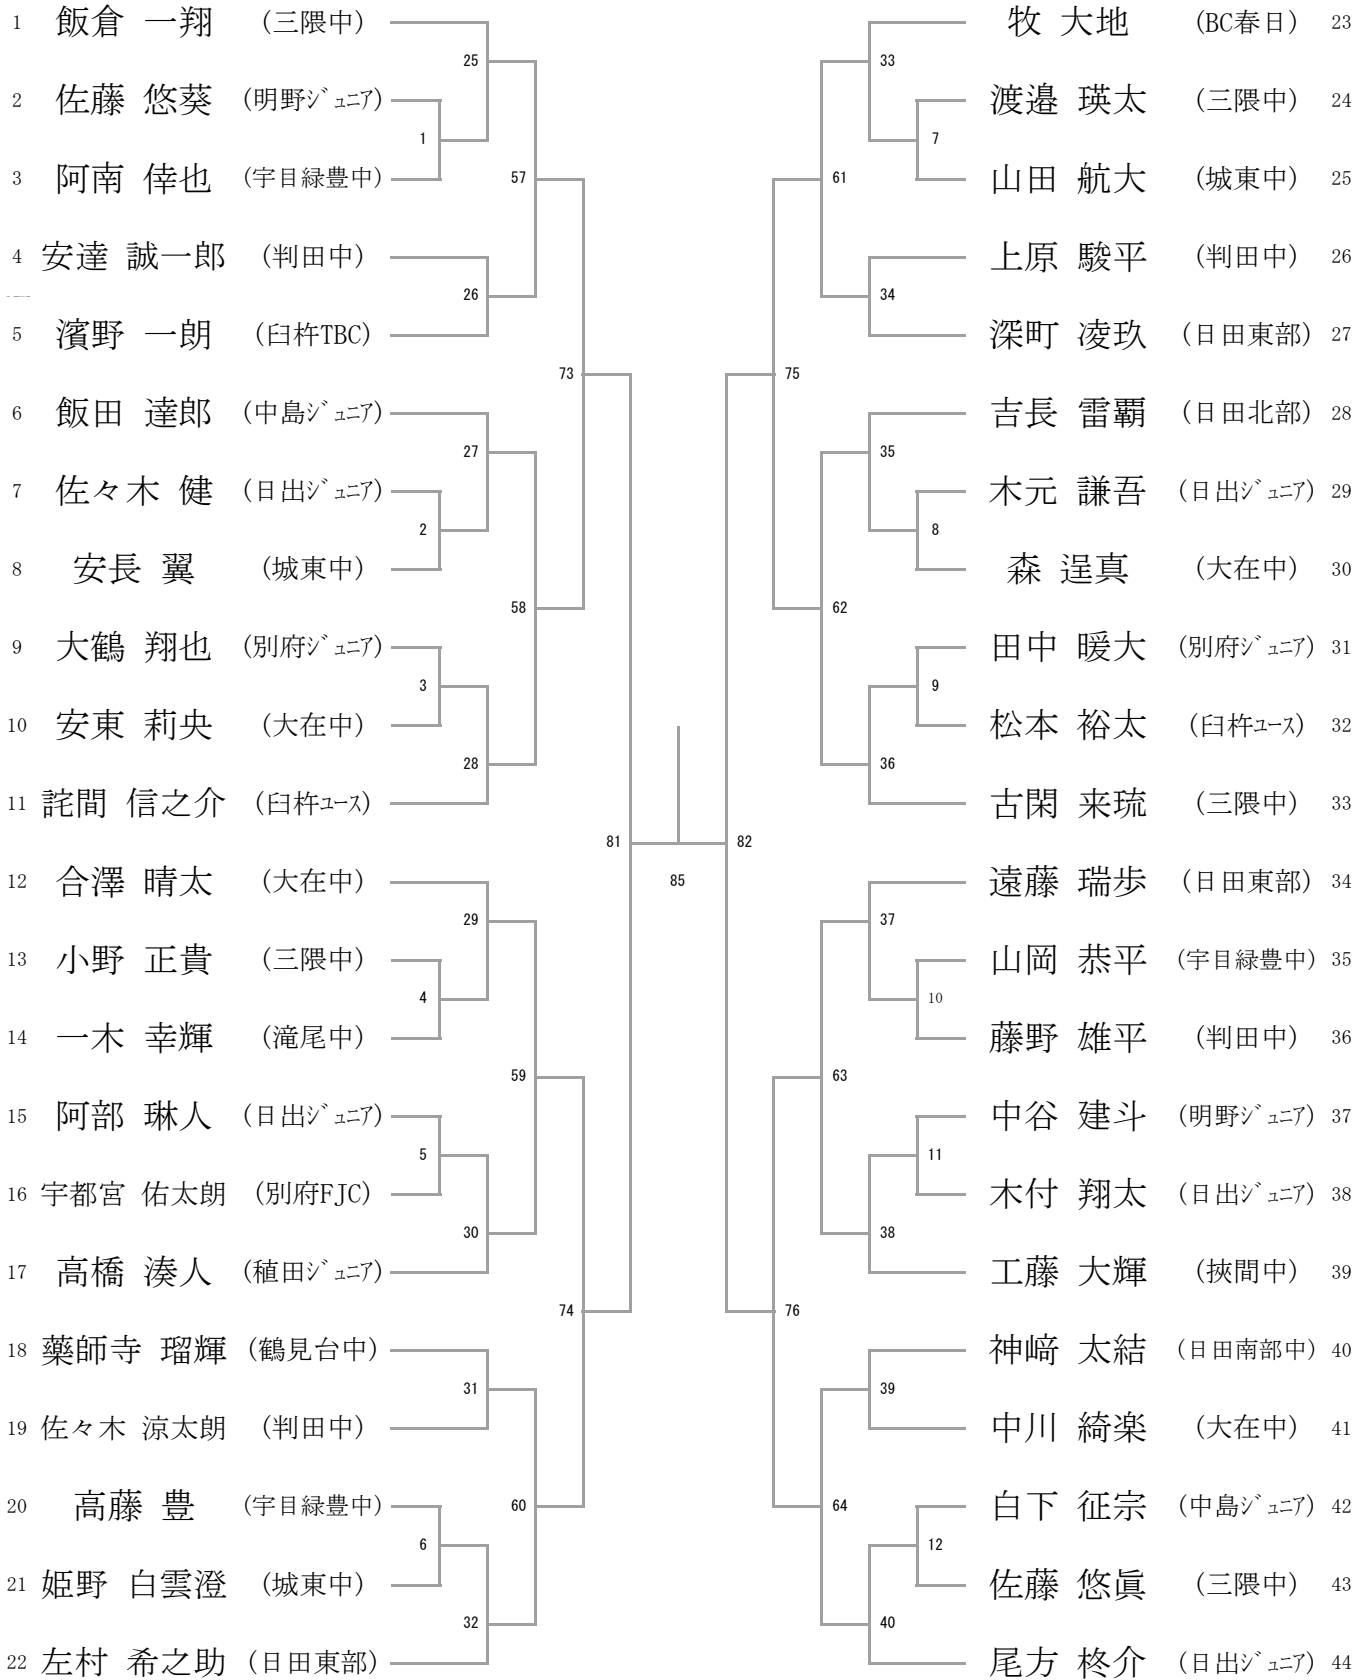 1 飯倉 一翔 (三隈中)
25
2 佐藤 悠葵 (明野ジュニア)
1
3 阿南 倖也 (宇目緑豊中)
57
4 安達 誠一郎 (判田中)
26
5 濱野 一朗 (臼杵TBC)
73
6 飯田 達郎 (中島ジュニア)
27
7 佐々木 健 (日出ジュニア)
2
8 安長 翼 (城東中)
58
9 大鶴 翔也 (別府ジュニア)
3
10 安東 莉央 (大在中)
28
11 詫間 信之介 (臼杵ユース)
81
12 合澤 晴太 (大在中)
29
13 小野 正貴 (三隈中)
4
14 一木 幸輝 (滝尾中)
59
15 阿部 琳人 (日出ジュニア)
5
16 宇都宮 佑太朗 (別府FJC)
30
17 高橋 湊人 (稙田ジュニア)
74
18 藥師寺 瑠輝 (鶴見台中)
31
19 佐々木 涼太朗 (判田中)
20 高藤 豊 (宇目緑豊中)
60
6
21 姫野 白雲澄 (城東中)
32
22 左村 希之助 (日田東部)
85
牧 大地 (BC春日) 23
33
渡邉 瑛太 (三隈中) 24
7
山田 航大 (城東中) 25
61
上原 駿平 (判田中) 26
34
深町 凌玖 (日田東部) 27
75
吉長 雷覇 (日田北部) 28
35
木元 謙吾 (日出ジュニア) 29
8
森 逞真 (大在中) 30
62
田中 暖大 (別府ジュニア) 31
9
松本 裕太 (臼杵ユース) 32
36
古閑 来琉 (三隈中) 33
82
遠藤 瑞歩 (日田東部) 34
37
山岡 恭平 (宇目緑豊中) 35
10
藤野 雄平 (判田中) 36
63
中谷 建斗 (明野ジュニア) 37
11
木付 翔太 (日出ジュニア) 38
38
工藤 大輝 (挾間中) 39
76
神﨑 太結 (日田南部中) 40
39
中川 綺楽 (大在中) 41
白下 征宗 (中島ジュニア) 42
64
12
佐藤 悠眞 (三隈中) 43
40
尾方 柊介 (日出ジュニア) 44